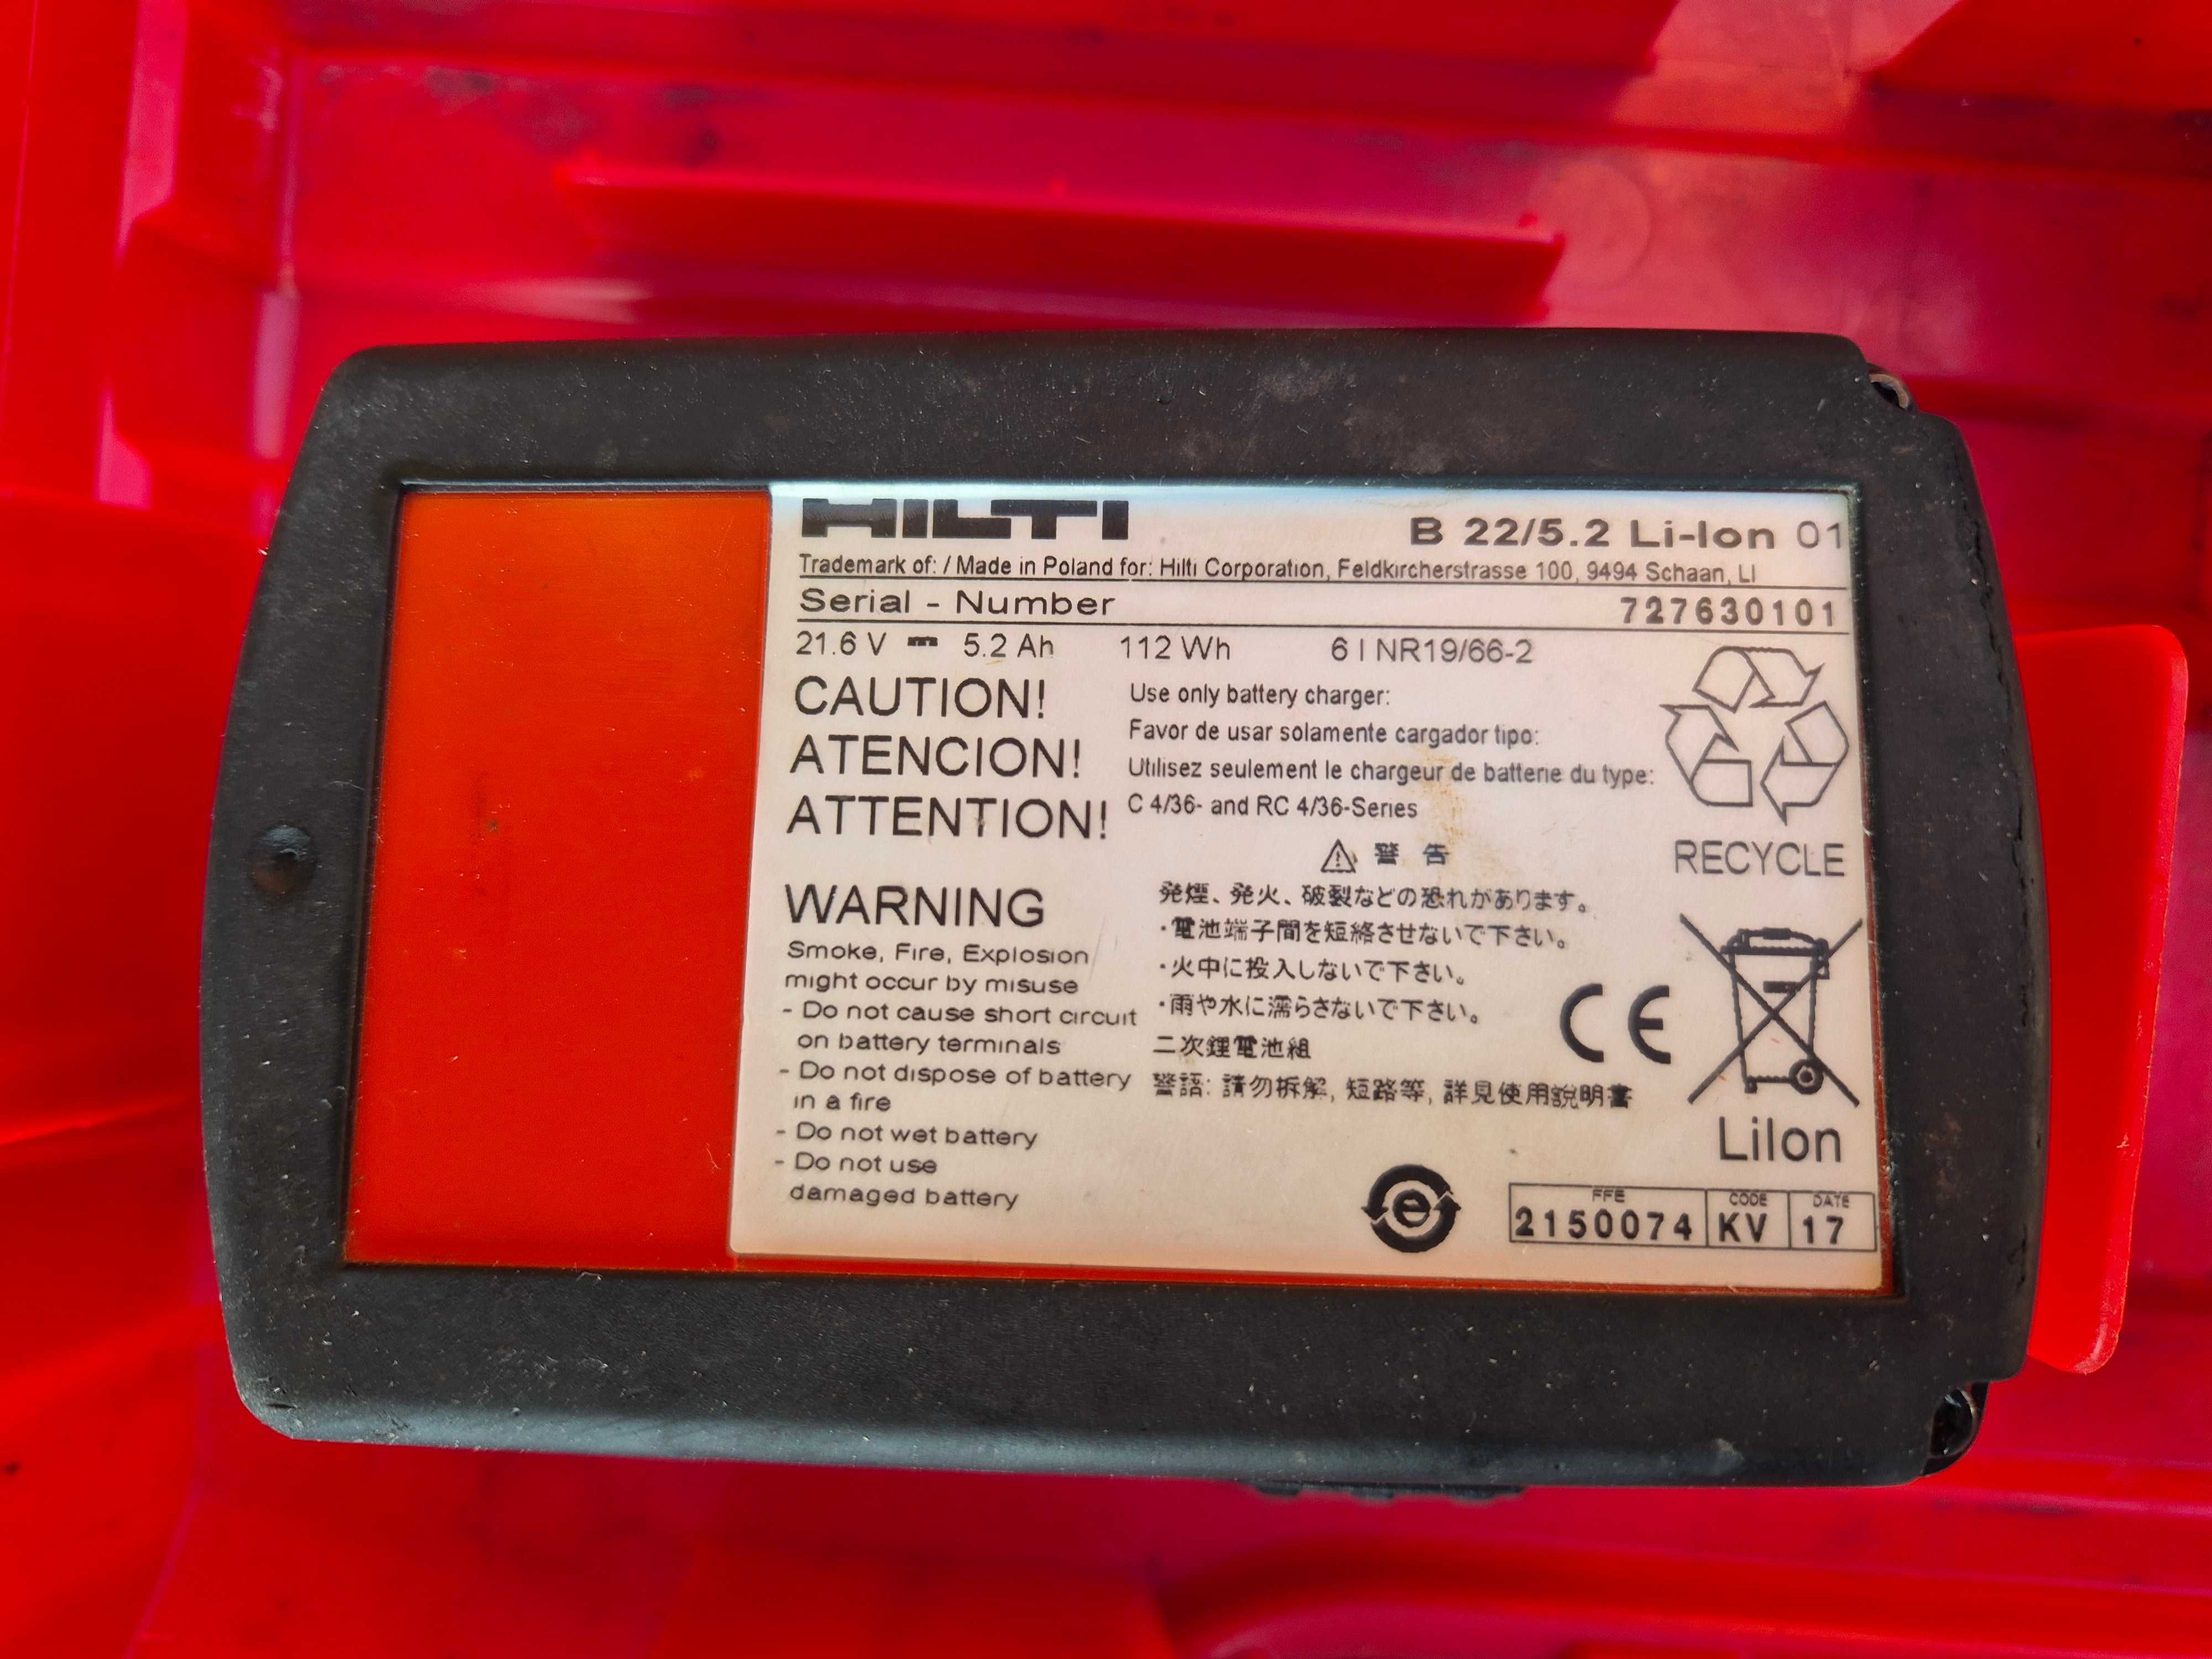 HILTI
B 22/5.2 Li-Ion 01
Trademark of: / Made in Poland for: Hilti Corporation, Feldkircherstrasse 100, 9494 Schaan, LI
Serial - Number 727630101
21.6 V ⎓ 5.2 Ah 112 Wh 6 I NR19/66-2
CAUTION!
ATENCION!
ATTENTION!
Use only battery charger:
Favor de usar solamente cargador tipo:
Utilisez seulement le chargeur de batterie du type:
C 4/36- and RC 4/36-Series
RECYCLE
WARNING
Smoke, Fire, Explosion
might occur by misuse
- Do not cause short circuit
on battery terminals
- Do not dispose of battery
in a fire
- Do not wet battery
- Do not use
damaged battery
⚠ 警 告
発煙、発火、破裂などの恐れがあります。
・電池端子間を短絡させないで下さい。
・火中に投入しないで下さい。
・雨や水に濡らさないで下さい。
二次鋰電池組
警語: 請勿拆解, 短路等, 詳見使用說明書
CE
LiIon
e
FFE CODE DATE
2150074 KV 17